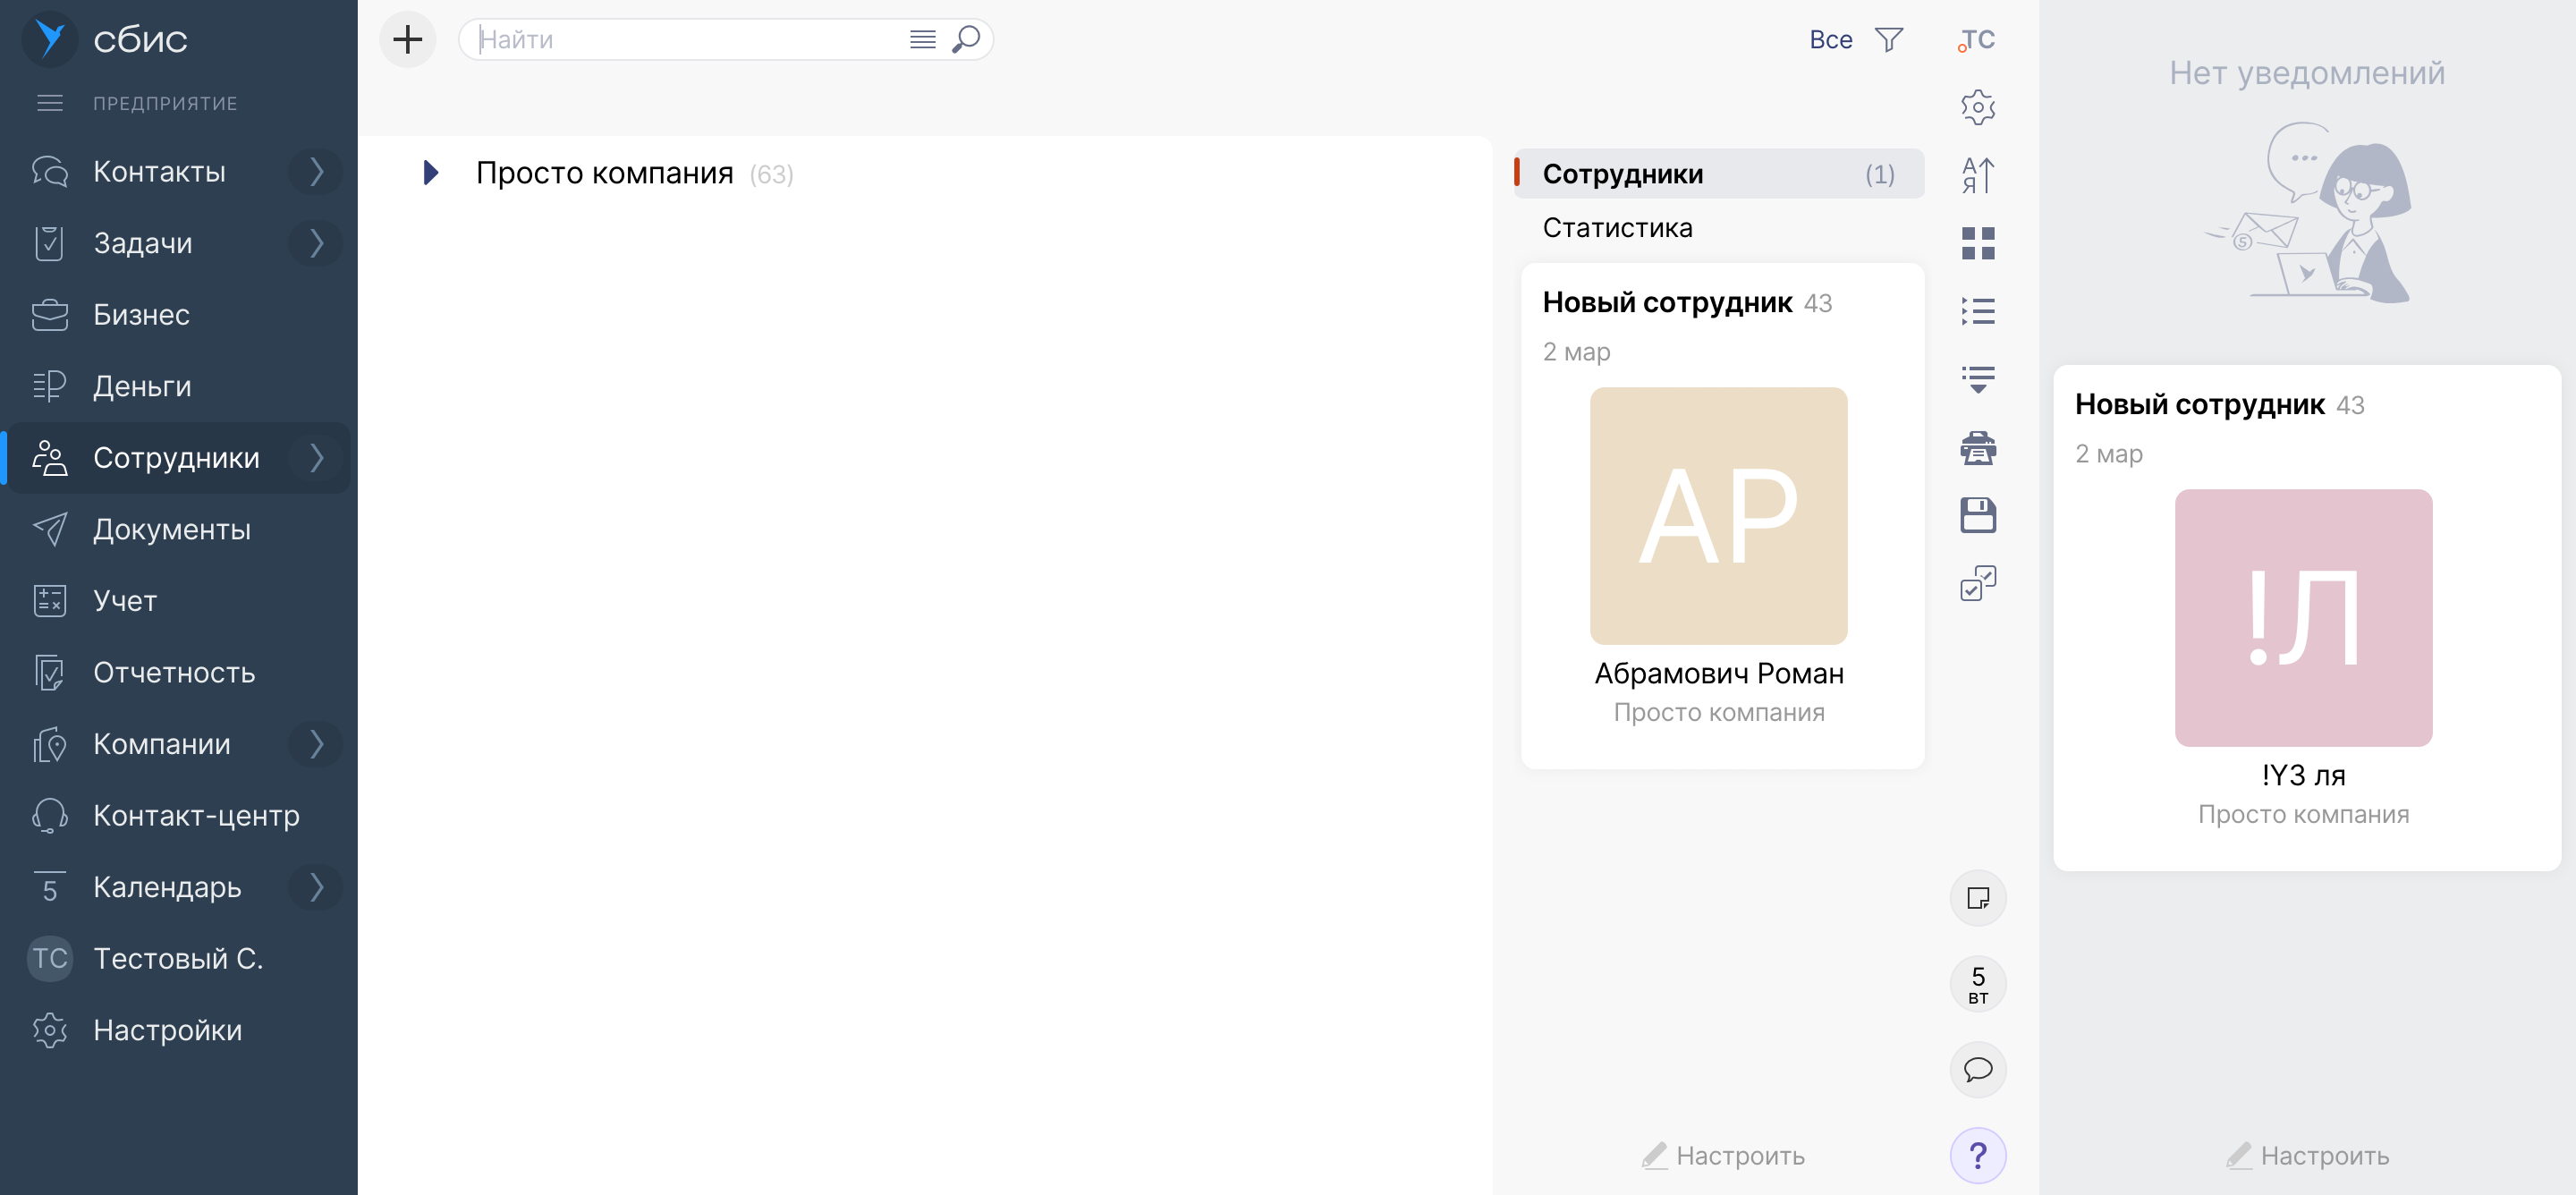 сбис
ПРЕДПРИЯТИЕ
Контакты
Задачи
Бизнес
Деньги
Сотрудники
Документы
Учет
Отчетность
Компании
Контакт-центр
5 Календарь
ТС Тестовый С.
Настройки
Найти
Все
Просто компания (63)
Сотрудники (1)
Статистика
Новый сотрудник 43
2 мар
АР
Абрамович Роман
Просто компания
Настроить
ТС
А
Я
5
вт
?
Нет уведомлений
5
Новый сотрудник 43
2 мар
!Л
!Y3 ля
Просто компания
Настроить